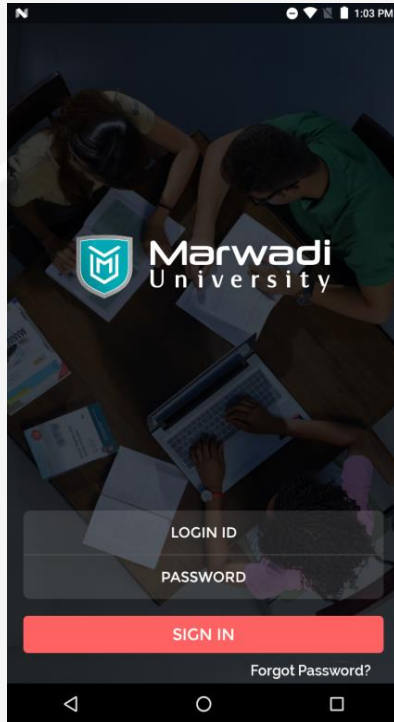 1:03 PM
Marwadi
University
LOGIN ID
PASSWORD
SIGN IN
Forgot Password?